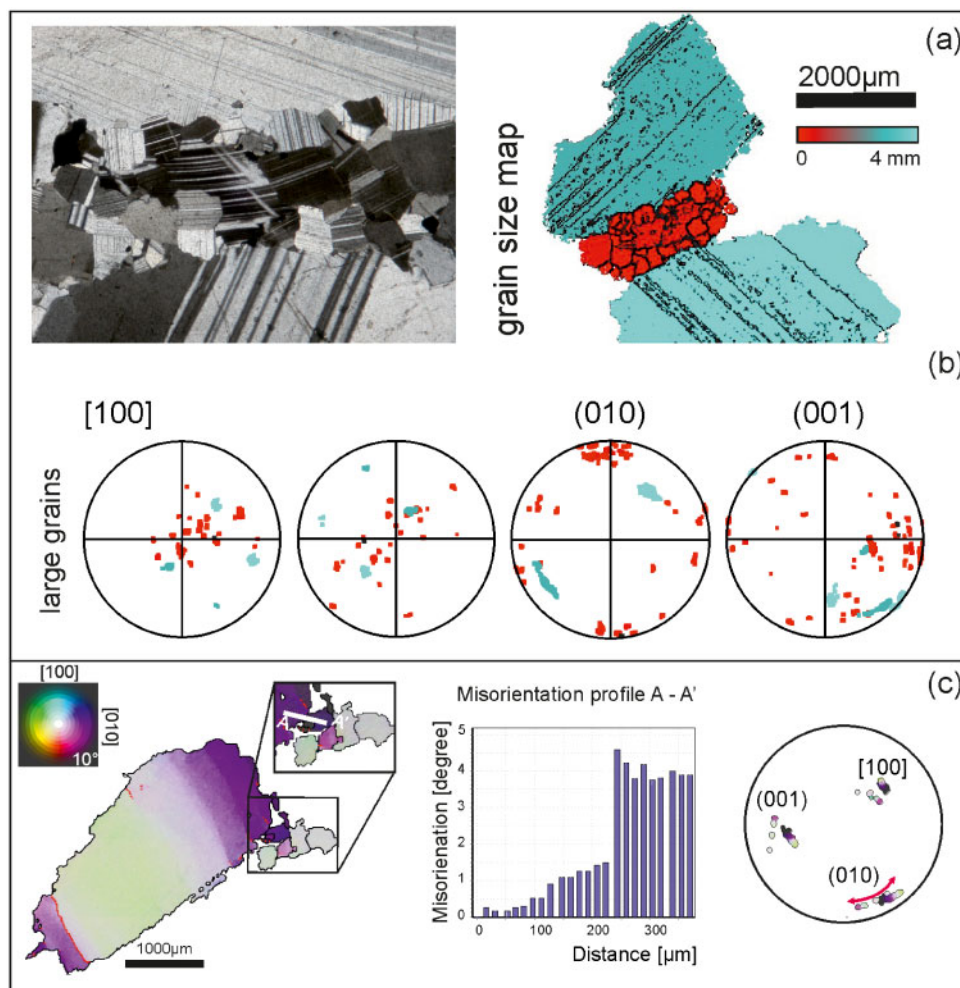 (a)
2000µm
0
4 mm
grain size map
(b)
[100]
(010)
(001)
large grains
(c)
[100]
[010]
10°
A
A'
1000µm
Misorientation profile A - A'
Misorienation [degree]
5
4
3
2
1
0
0
100
200
300
Distance [µm]
[100]
(001)
(010)